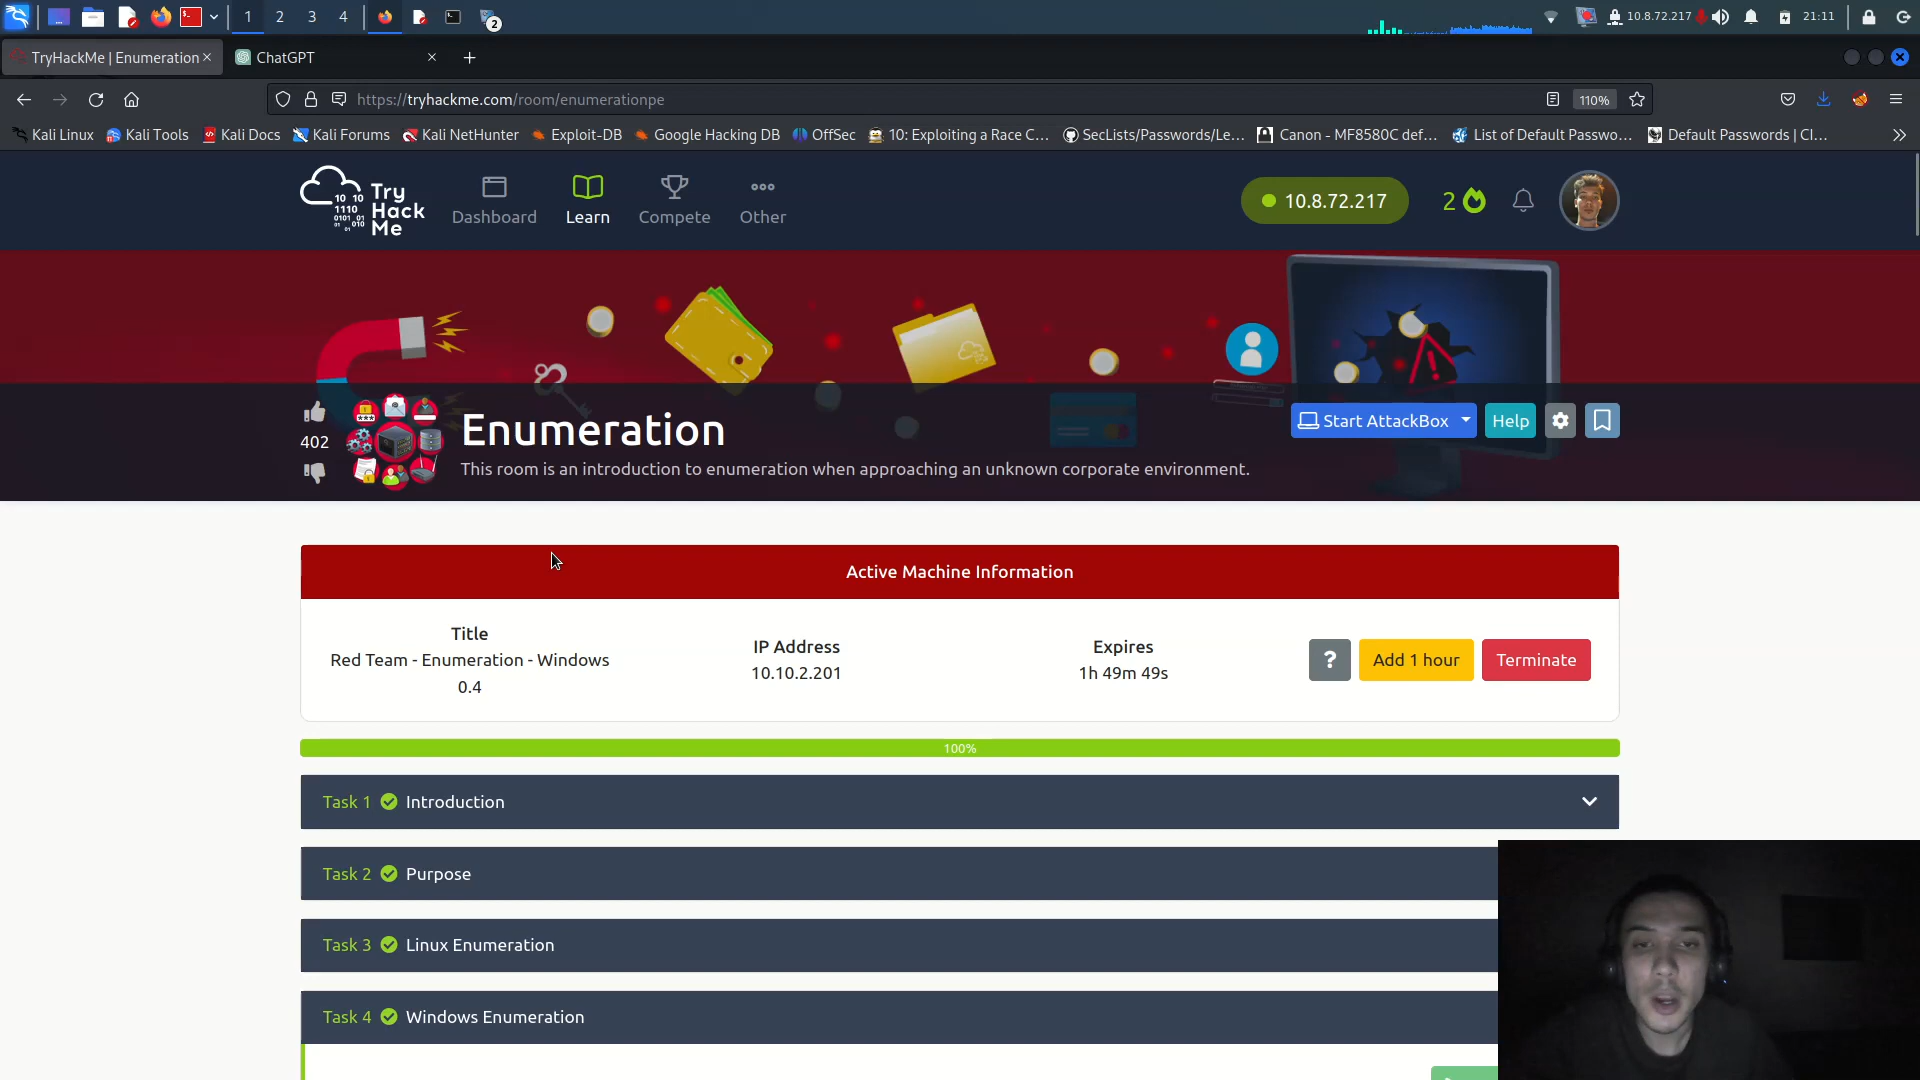 1 2 3 4
2
10.8.72.217
21:11
TryHackMe | Enumeration
ChatGPT
https://tryhackme.com/room/enumerationpe
110%
Kali Linux
Kali Tools
Kali Docs
Kali Forums
Kali NetHunter
Exploit-DB
Google Hacking DB
OffSec
10: Exploiting a Race C…
SecLists/Passwords/Le…
Canon - MF8580C def…
List of Default Passwo…
Default Passwords | CI…
Try
Hack
Me
Dashboard
Learn
Compete
Other
10.8.72.217
2
402
Enumeration
This room is an introduction to enumeration when approaching an unknown corporate environment.
Start AttackBox
Help
Active Machine Information
Title
Red Team - Enumeration - Windows
0.4
IP Address
10.10.2.201
Expires
1h 49m 49s
?
Add 1 hour
Terminate
100%
Task 1 Introduction
Task 2 Purpose
Task 3 Linux Enumeration
Task 4 Windows Enumeration